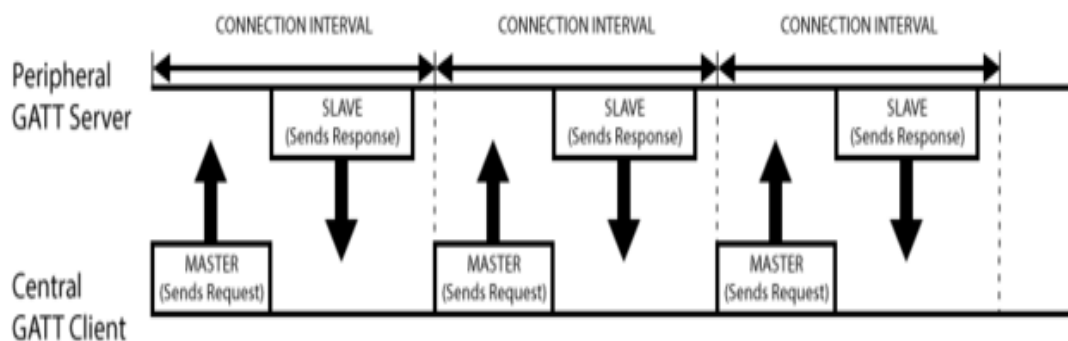 CONNECTION INTERVAL
CONNECTION INTERVAL
CONNECTION INTERVAL
Peripheral
GATT Server
SLAVE
(Sends Response)
SLAVE
(Sends Response)
SLAVE
(Sends Response)
Central
GATT Client
MASTER
(Sends Request)
MASTER
(Sends Request)
MASTER
(Sends Request)